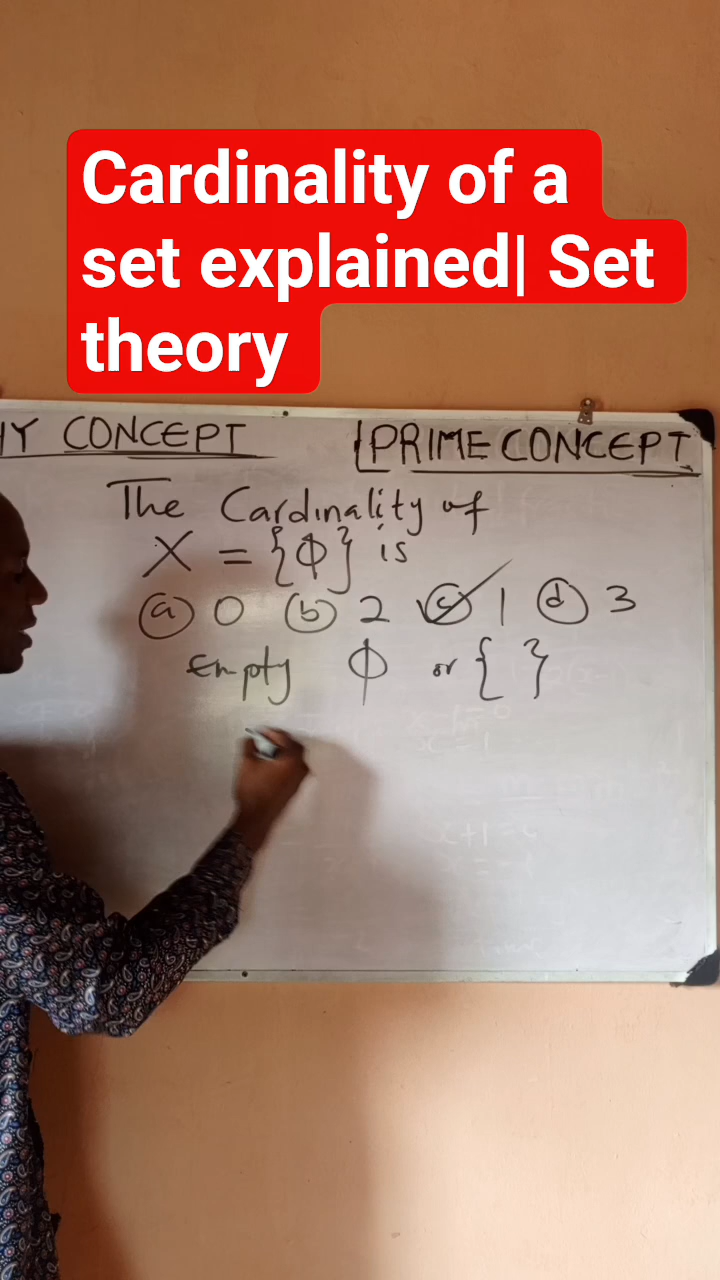 Cardinality of a
set explained| Set
theory
CONCEPT
PRIME CONCEPT
The Cardinality of
X = {Φ} is
(a) 0 (b) 2 (c) 1 (d) 3
Empty Φ or { }